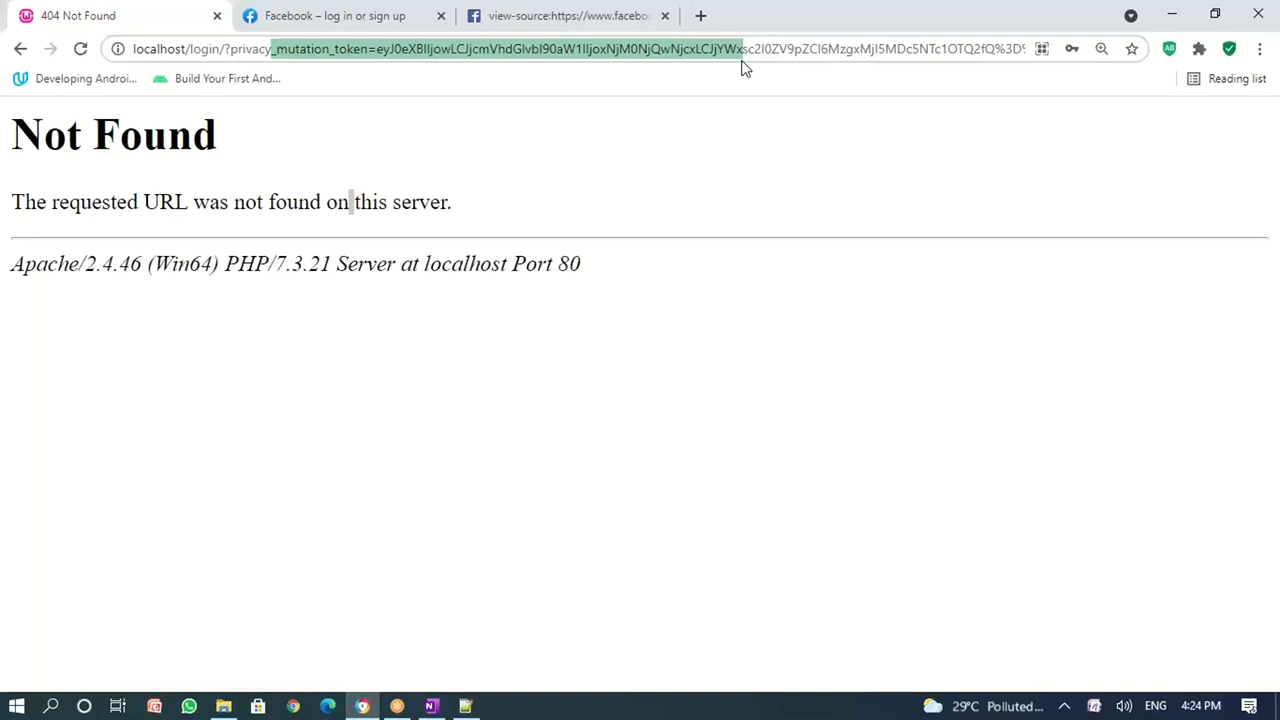 404 Not Found
Facebook – log in or sign up
view-source:https://www.facebo
localhost/login/?privacy_mutation_token=eyJ0eXBlIjowLCJjcmVhdGlvbl90aW1lIjoxNjM0NjQwNjcxLCJjYWxsc2l0ZV9pZCI6MzgxMjI5MDc5NTc1OTQ2fQ%3D%
Developing Androi...
Build Your First And...
Reading list
Not Found
The requested URL was not found on this server.
Apache/2.4.46 (Win64) PHP/7.3.21 Server at localhost Port 80
29°C Polluted...
ENG
4:24 PM